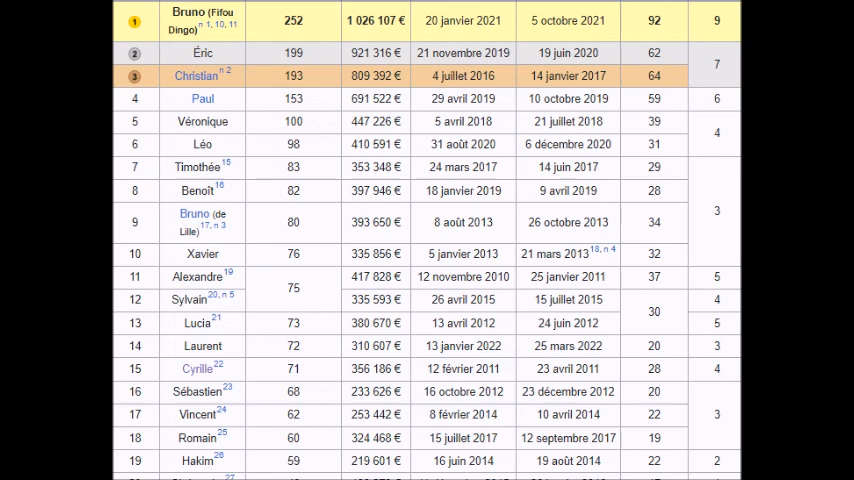 1 Bruno (Fifou Dingo) n 1, 10, 11 252 1 026 107 € 20 janvier 2021 5 octobre 2021 92 9
2 Éric 199 921 316 € 21 novembre 2019 19 juin 2020 62 7
3 Christian n 2 193 809 392 € 4 juillet 2016 14 janvier 2017 64
4 Paul 153 691 522 € 29 avril 2019 10 octobre 2019 59 6
5 Véronique 100 447 226 € 5 avril 2018 21 juillet 2018 39 4
6 Léo 98 410 591 € 31 août 2020 6 décembre 2020 31
7 Timothée 15 83 353 348 € 24 mars 2017 14 juin 2017 29 3
8 Benoît 16 82 397 946 € 18 janvier 2019 9 avril 2019 28
9 Bruno (de Lille) 17, n 3 80 393 650 € 8 août 2013 26 octobre 2013 34
10 Xavier 76 335 856 € 5 janvier 2013 21 mars 2013 18, n 4 32
11 Alexandre 19 75 417 828 € 12 novembre 2010 25 janvier 2011 37 5
12 Sylvain 20, n 5 335 593 € 26 avril 2015 15 juillet 2015 30 4
13 Lucia 21 73 380 670 € 13 avril 2012 24 juin 2012 5
14 Laurent 72 310 607 € 13 janvier 2022 25 mars 2022 20 3
15 Cyrille 22 71 356 186 € 12 février 2011 23 avril 2011 28 4
16 Sébastien 23 68 233 626 € 16 octobre 2012 23 décembre 2012 20 3
17 Vincent 24 62 253 442 € 8 février 2014 10 avril 2014 22
18 Romain 25 60 324 468 € 15 juillet 2017 12 septembre 2017 19
19 Hakim 26 59 219 601 € 16 juin 2014 19 août 2014 22 2